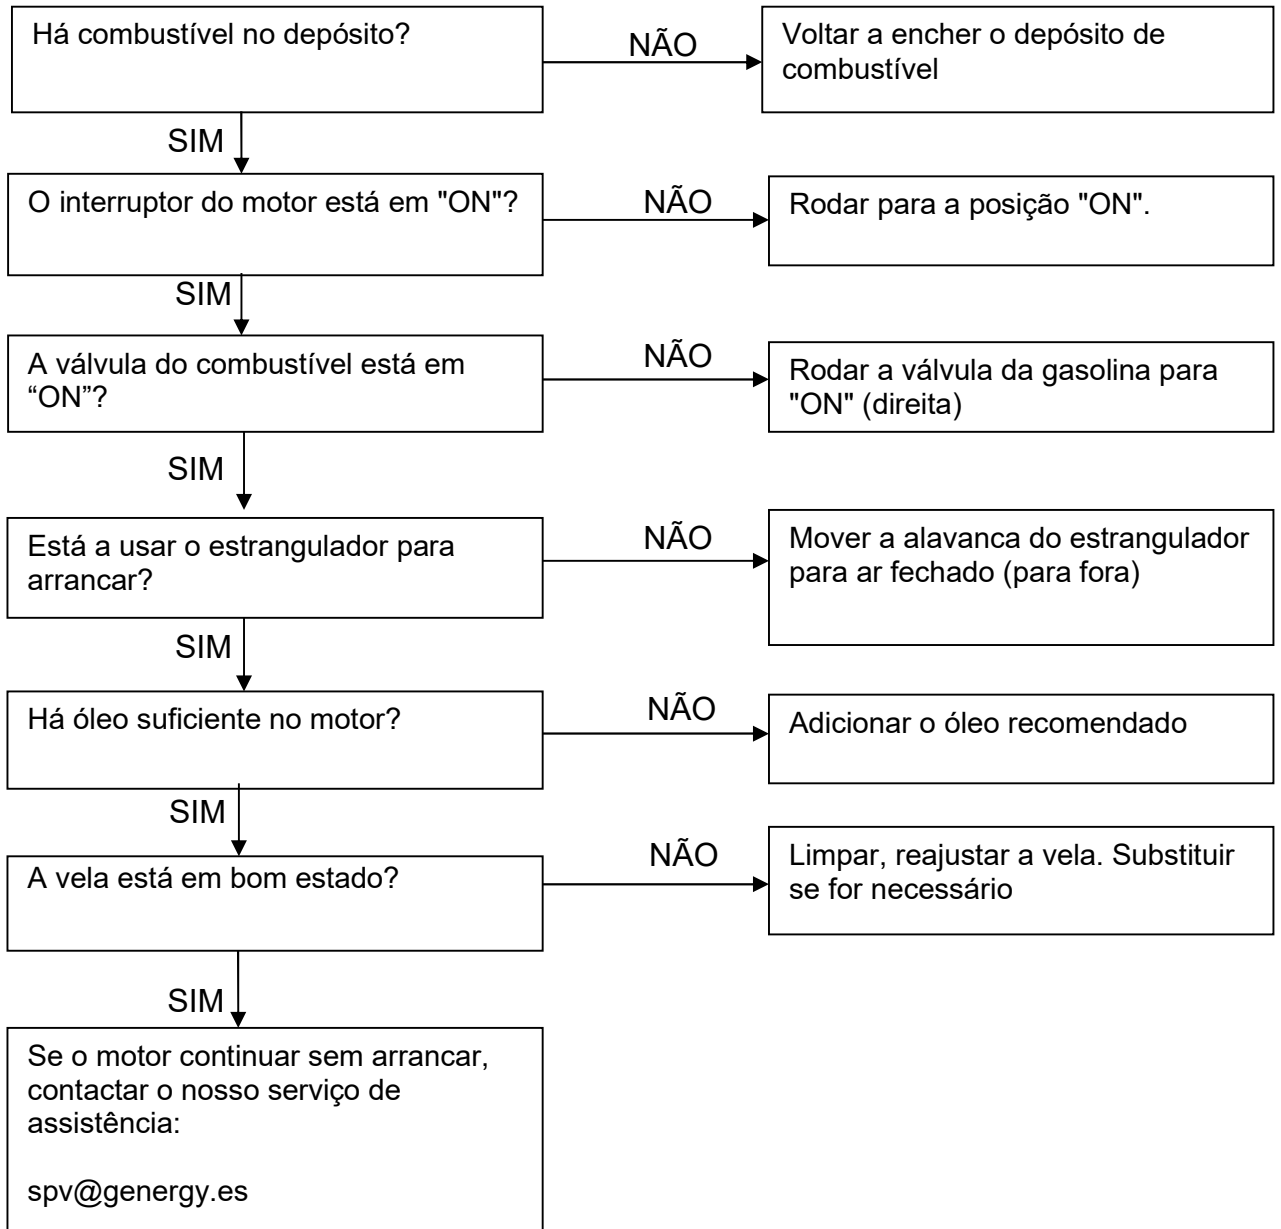 Há combustível no depósito?
NÃO
Voltar a encher o depósito de
combustível
SIM
O interruptor do motor está em "ON"?
NÃO
Rodar para a posição "ON".
SIM
A válvula do combustível está em
“ON”?
NÃO
Rodar a válvula da gasolina para
"ON" (direita)
SIM
Está a usar o estrangulador para
arrancar?
NÃO
Mover a alavanca do estrangulador
para ar fechado (para fora)
SIM
Há óleo suficiente no motor?
NÃO
Adicionar o óleo recomendado
SIM
A vela está em bom estado?
NÃO
Limpar, reajustar a vela. Substituir
se for necessário
SIM
Se o motor continuar sem arrancar,
contactar o nosso serviço de
assistência:
spv@genergy.es